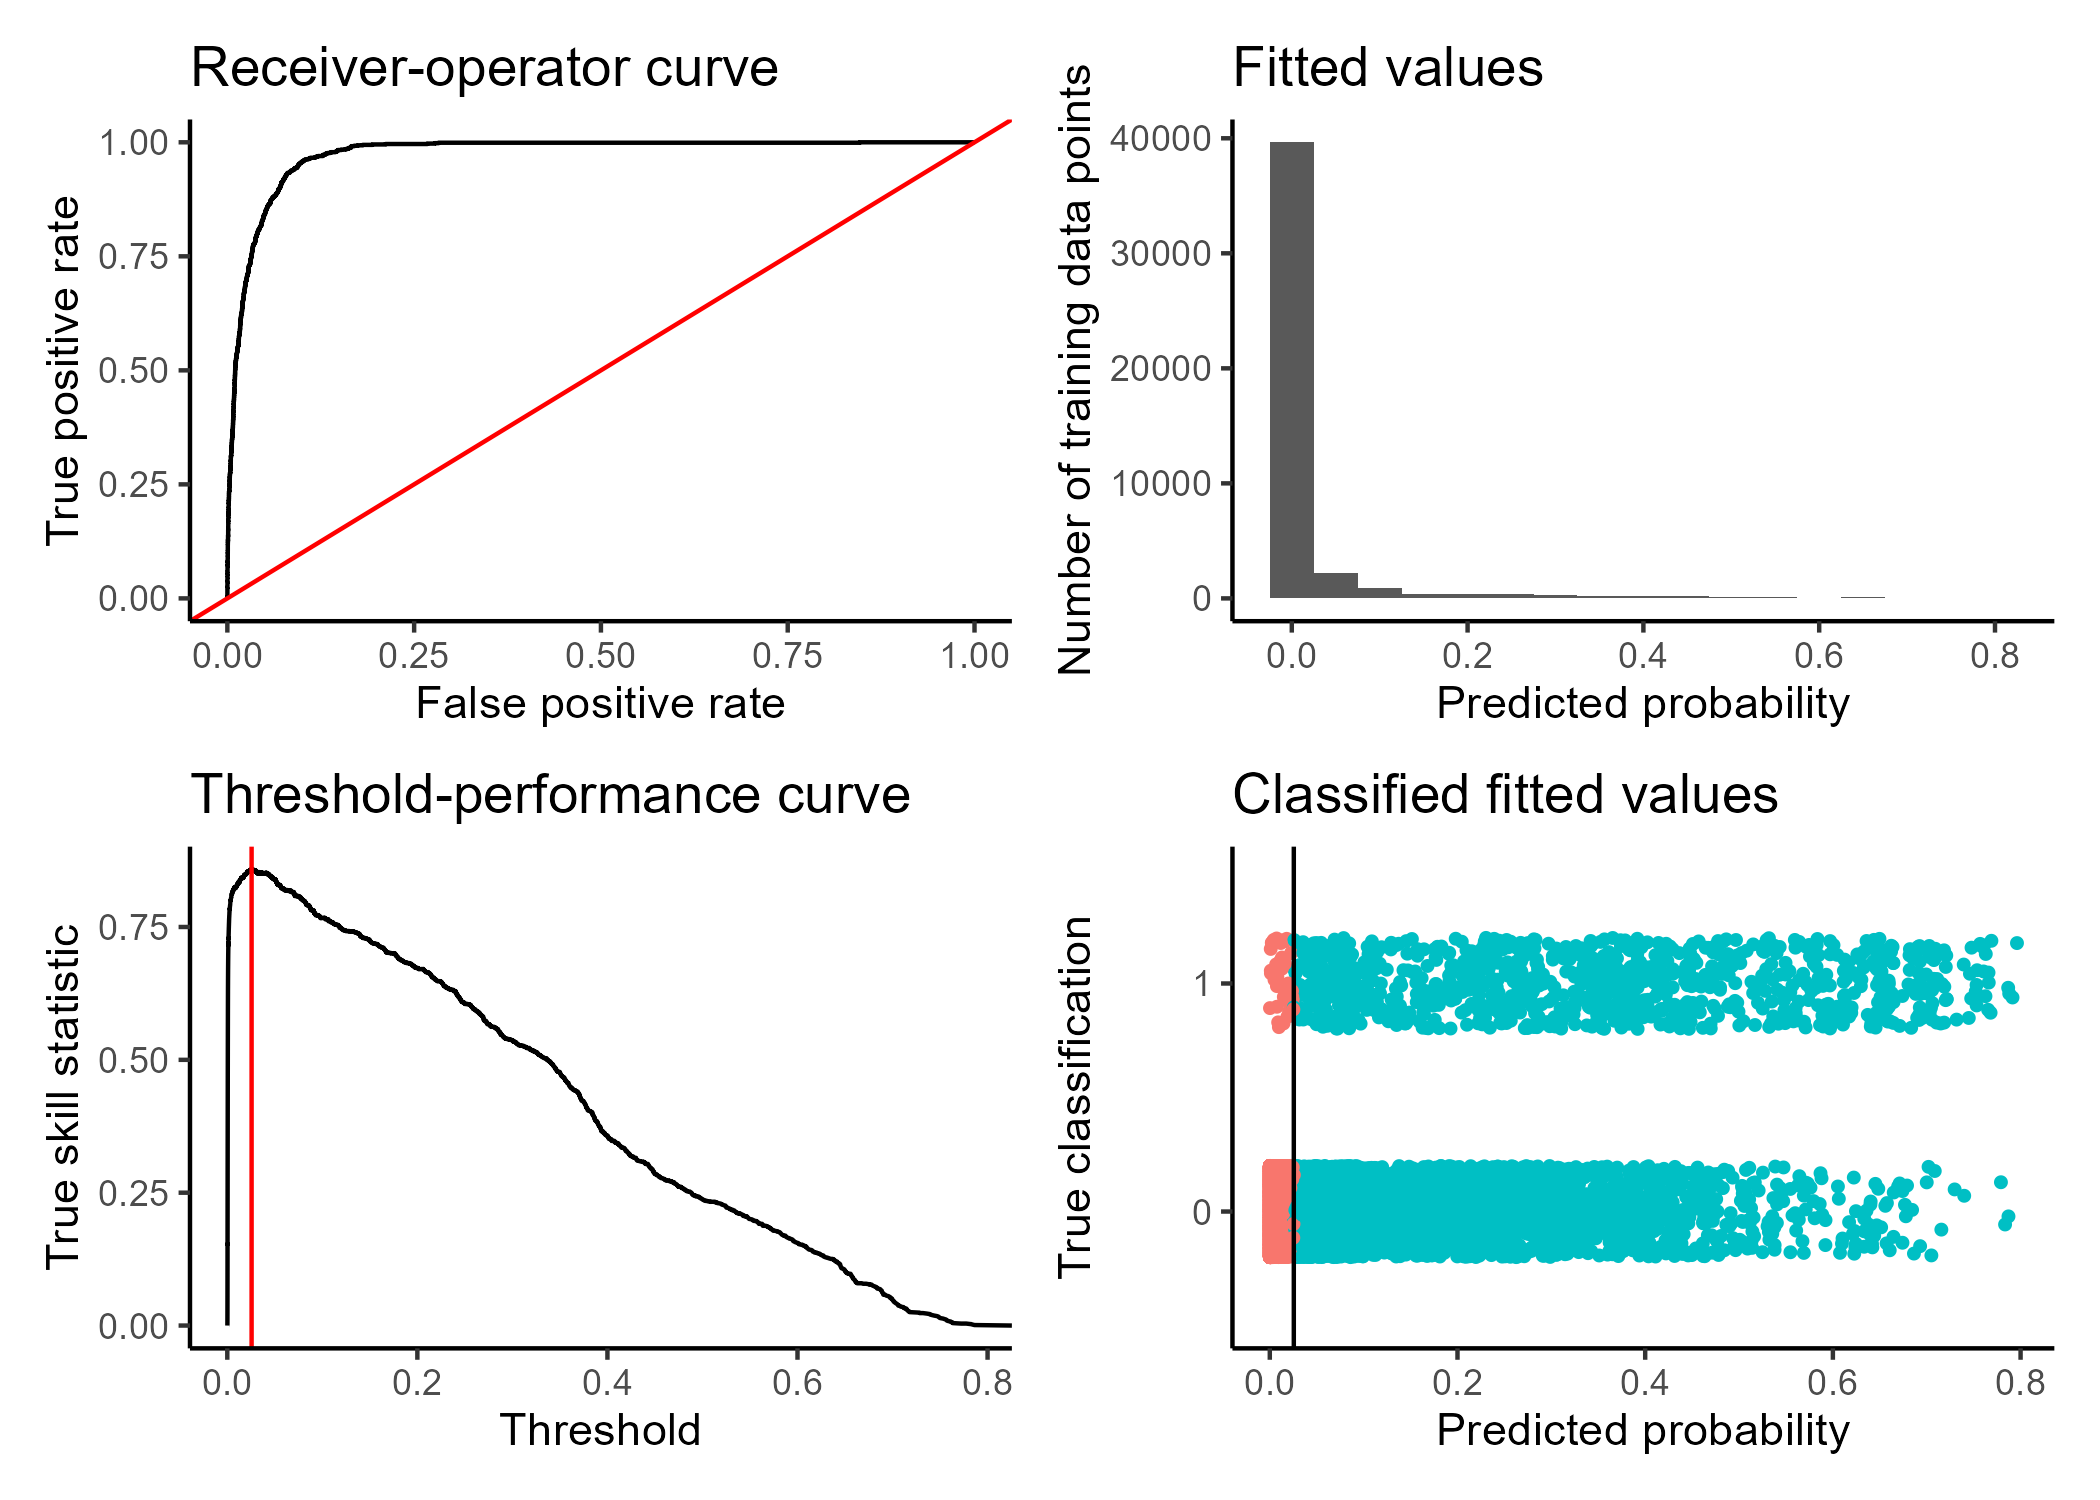 Receiver-operator curve
True positive rate
1.00
0.75
0.50
0.25
0.00
0.00 0.25 0.50 0.75 1.00
False positive rate
Fitted values
Number of training data points
40000
30000
20000
10000
0
0.0 0.2 0.4 0.6 0.8
Predicted probability
Threshold-performance curve
True skill statistic
0.75
0.50
0.25
0.00
0.0 0.2 0.4 0.6 0.8
Threshold
Classified fitted values
True classification
1
0
0.0 0.2 0.4 0.6 0.8
Predicted probability